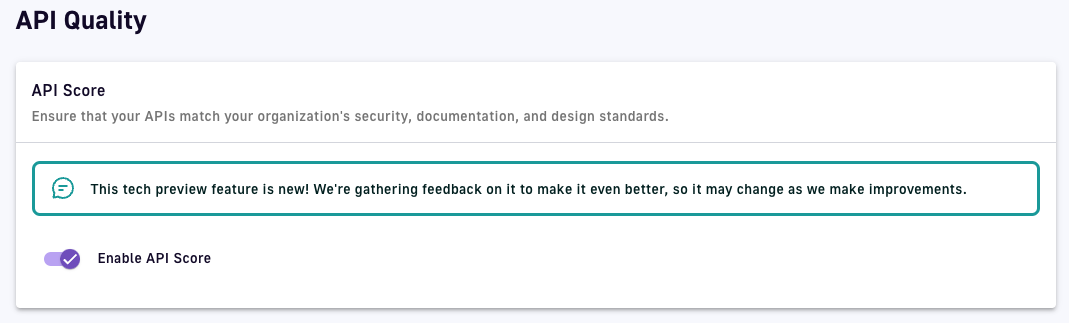 API Quality
API Score
Ensure that your APIs match your organization's security, documentation, and design standards.
This tech preview feature is new! We're gathering feedback on it to make it even better, so it may change as we make improvements.
Enable API Score